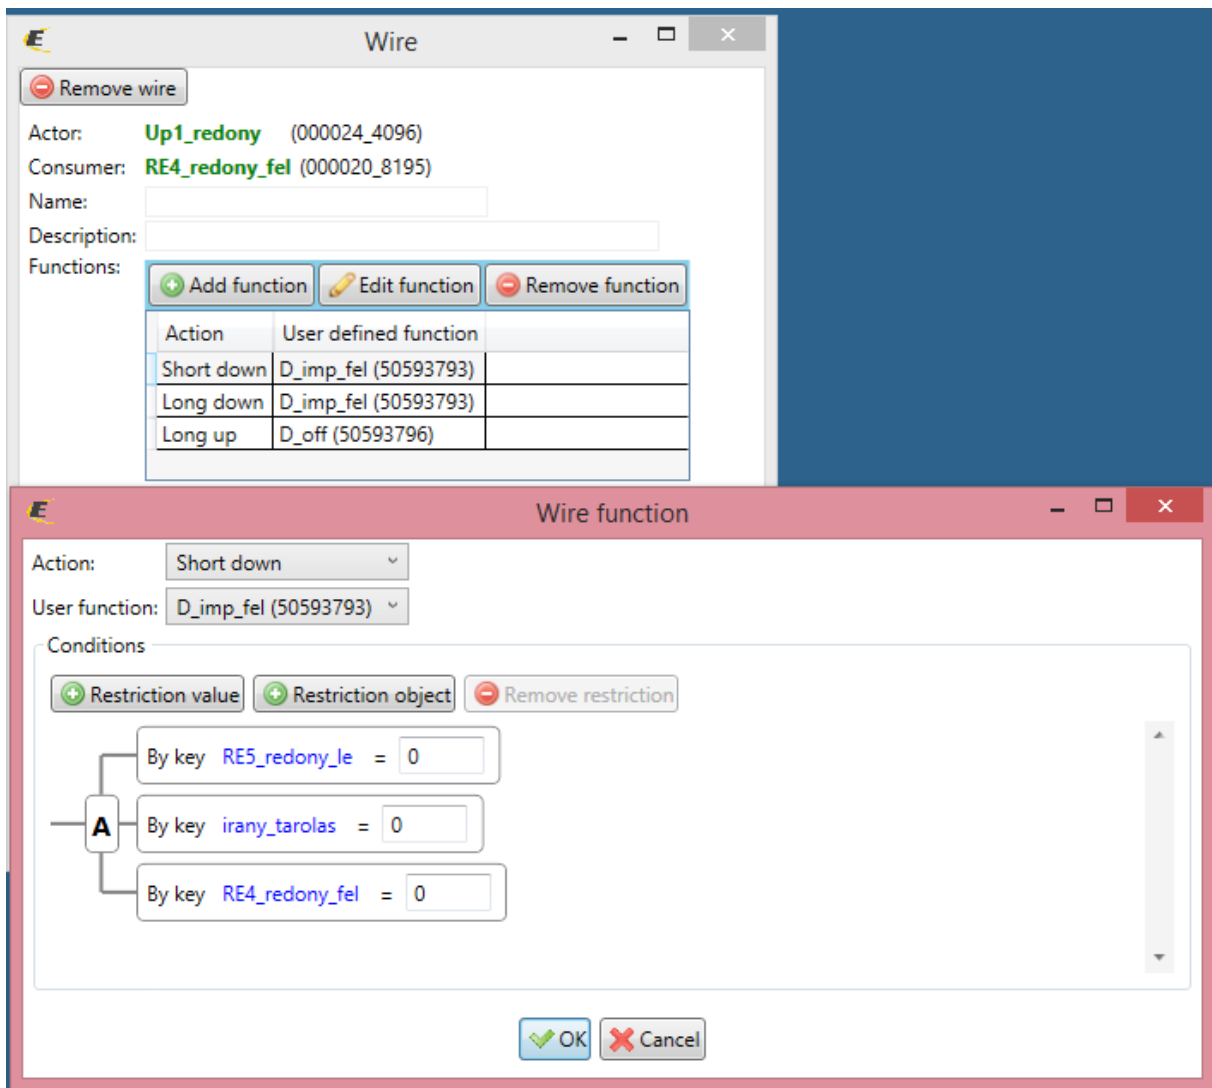 Wire
Remove wire
Actor: Up1_redony (000024_4096)
Consumer: RE4_redony_fel (000020_8195)
Name:
Description:
Functions:
Add function Edit function Remove function
Action User defined function
Short down D_imp_fel (50593793)
Long down D_imp_fel (50593793)
Long up D_off (50593796)
Wire function
Action: Short down
User function: D_imp_fel (50593793)
Conditions
Restriction value Restriction object Remove restriction
By key RE5_redony_le = 0
A By key irany_tarolas = 0
By key RE4_redony_fel = 0
OK Cancel